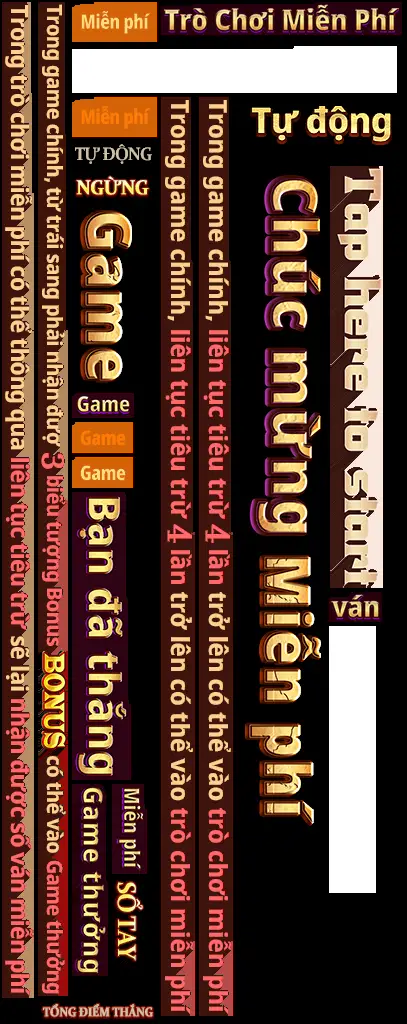 Miễn phí
Trò Chơi Miễn Phí
Trong trò chơi miễn phí có thể thông qua liên tục tiêu trừ sẽ lại nhận được số ván miễn phí
Trong game chính, từ trái sang phải nhận đượ 3 biểu tượng Bonus BONUS có thể vào Game thưởng
Miễn phí
TỰ ĐỘNG
NGỪNG
Game
Game
Game
Game
Bạn đã thắng
Game thưởng
Miễn phí
SỔ TAY
TỔNG ĐIỂM THẮNG
Trong game chính, liên tục tiêu trừ 4 lần trở lên có thể vào trò chơi miễn phí
Trong game chính, liên tục tiêu trừ 4 lần trở lên có thể vào trò chơi miễn phí
Tự động
Chúc mừng
Miễn phí
Tap here to start
ván